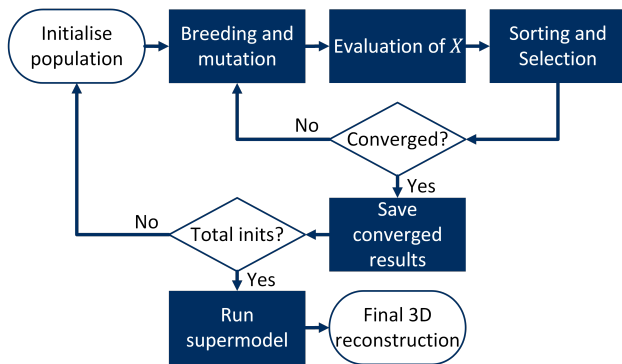 Initialise
population
Breeding and
mutation
Evaluation of X
Sorting and
Selection
No
Converged?
Yes
Save
converged
results
No
Total inits?
Yes
Run
supermodel
Final 3D
reconstruction